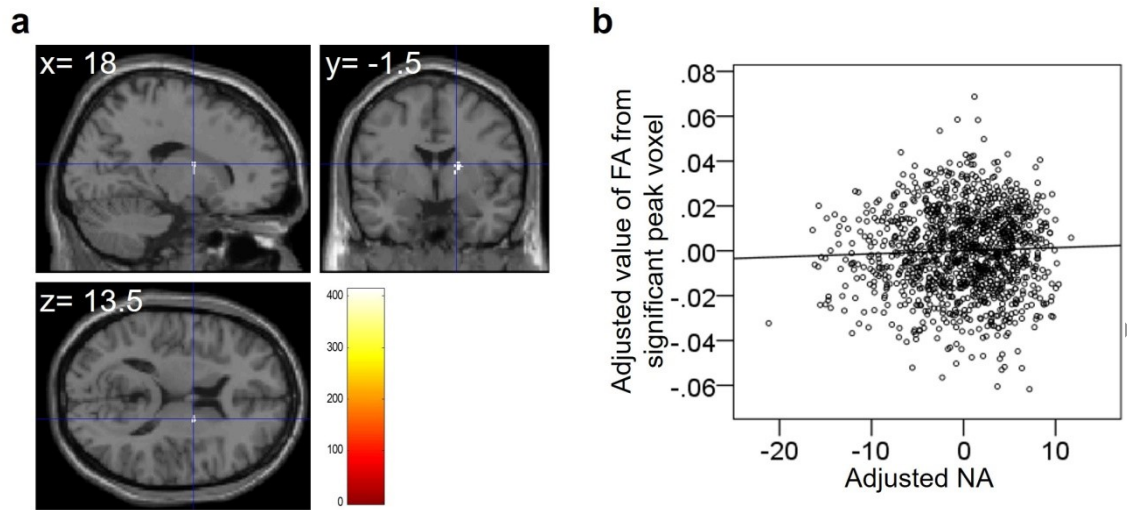 a
x= 18
y= -1.5
z= 13.5
400
300
200
100
0
b
Adjusted value of FA from
significant peak voxel
.08
.06
.04
.02
.00
-.02
-.04
-.06
-20
-10
0
10
Adjusted NA